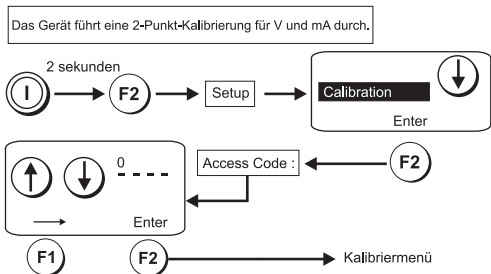 Das Gerät führt eine 2-Punkt-Kalibrierung für V und mA durch.
2 sekunden
I
F2
Setup
Calibration
Enter
F2
Access Code :
0
- - - -
Enter
F1
F2
Kalibriermenü